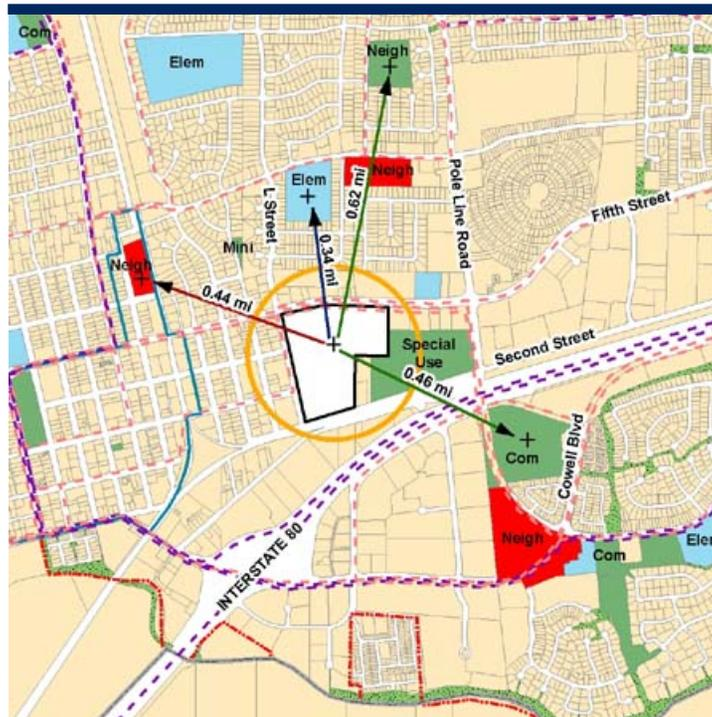 Com
Elem
Neigh
Neigh
Elem
0.62 mi
Pole Line Road
L Street
Fifth Street
0.34 mi
Mini
Neigh
0.44 mi
Special
Use
Second Street
0.46 mi
Com
Cowell Blvd
Neigh
Com
Elem
INTERSTATE 80